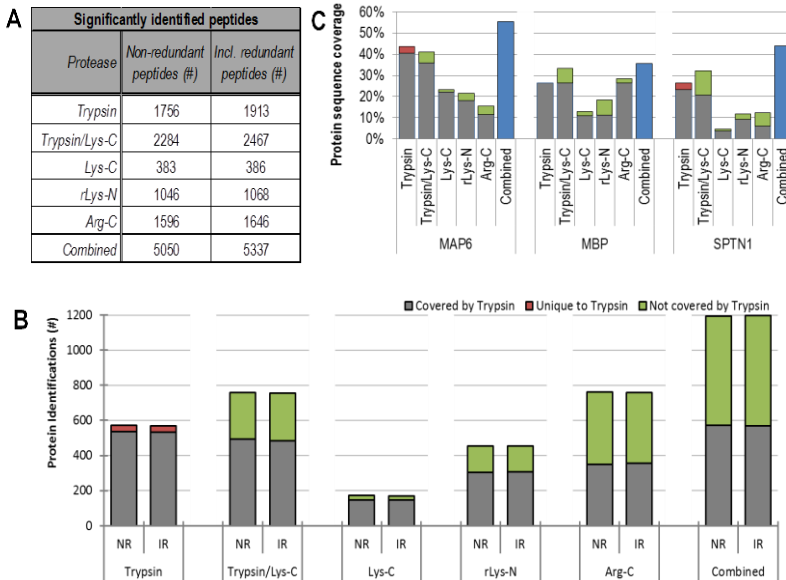 A
Significantly identified peptides
Protease
Non-redundant peptides (#)
Incl. redundant peptides (#)
Trypsin 1756 1913
Trypsin/Lys-C 2284 2467
Lys-C 383 386
rLys-N 1046 1068
Arg-C 1596 1646
Combined 5050 5337
C
Protein sequence coverage
60%
50%
40%
30%
20%
10%
0%
Trypsin
Trypsin/Lys-C
Lys-C
rLys-N
Arg-C
Combined
Trypsin
Trypsin/Lys-C
Lys-C
rLys-N
Arg-C
Combined
Trypsin
Trypsin/Lys-C
Lys-C
rLys-N
Arg-C
Combined
MAP6 MBP SPTN1
B
Covered by Trypsin Unique to Trypsin Not covered by Trypsin
Protein Identifications (#)
1200
1000
800
600
400
200
0
NR IR NR IR NR IR NR IR NR IR NR IR
Trypsin Trypsin/Lys-C Lys-C rLys-N Arg-C Combined